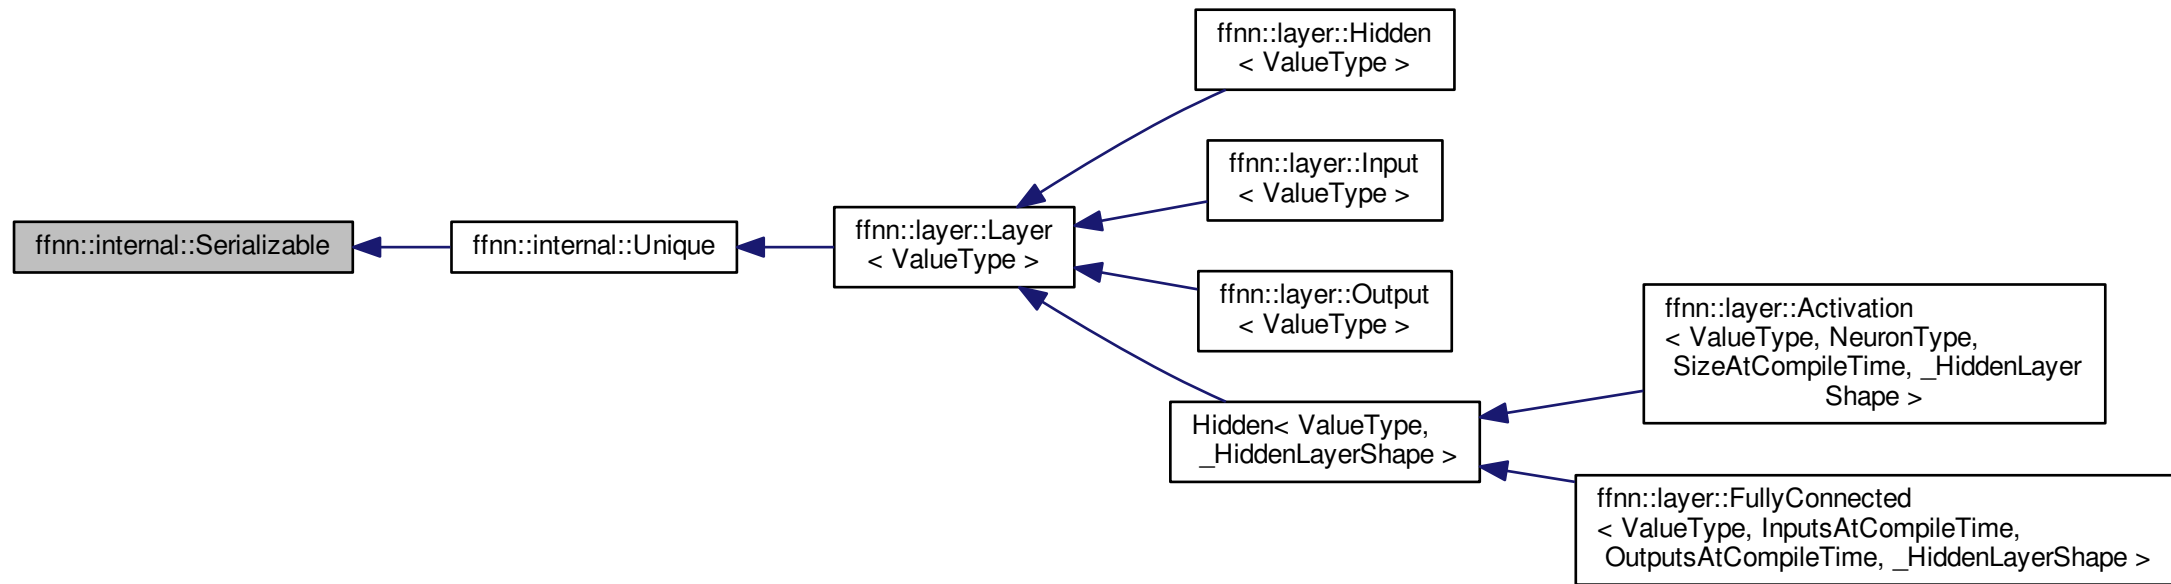 ffnn::layer::Hidden
< ValueType >
ffnn::layer::Input
< ValueType >
ffnn::internal::Serializable
ffnn::internal::Unique
ffnn::layer::Layer
< ValueType >
ffnn::layer::Output
< ValueType >
ffnn::layer::Activation
< ValueType, NeuronType,
SizeAtCompileTime, _HiddenLayer
Shape >
Hidden< ValueType,
_HiddenLayerShape >
ffnn::layer::FullyConnected
< ValueType, InputsAtCompileTime,
OutputsAtCompileTime, _HiddenLayerShape >